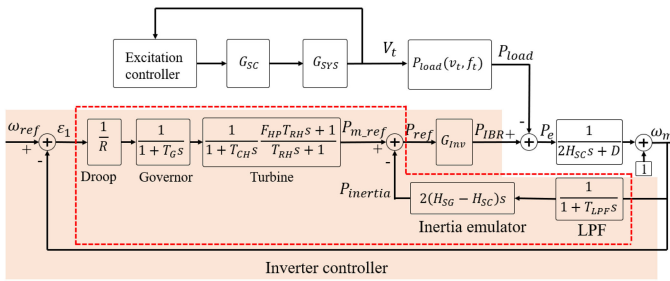 Excitation controller
G_SC
G_SYS
V_t
P_load(v_t, f_t)
P_load
ω_ref
+
-
ε_1
1/R
Droop
1/(1 + T_G s)
Governor
1/(1 + T_CH s) (F_HP T_RH s + 1)/(T_RH s + 1)
Turbine
P_m_ref
+
-
P_ref
G_Inv
P_IBR
+
-
P_e
1/(2H_SC s + D)
ω_m
1
P_inertia
2(H_SG − H_SC)s
Inertia emulator
1/(1 + T_LPF s)
LPF
Inverter controller